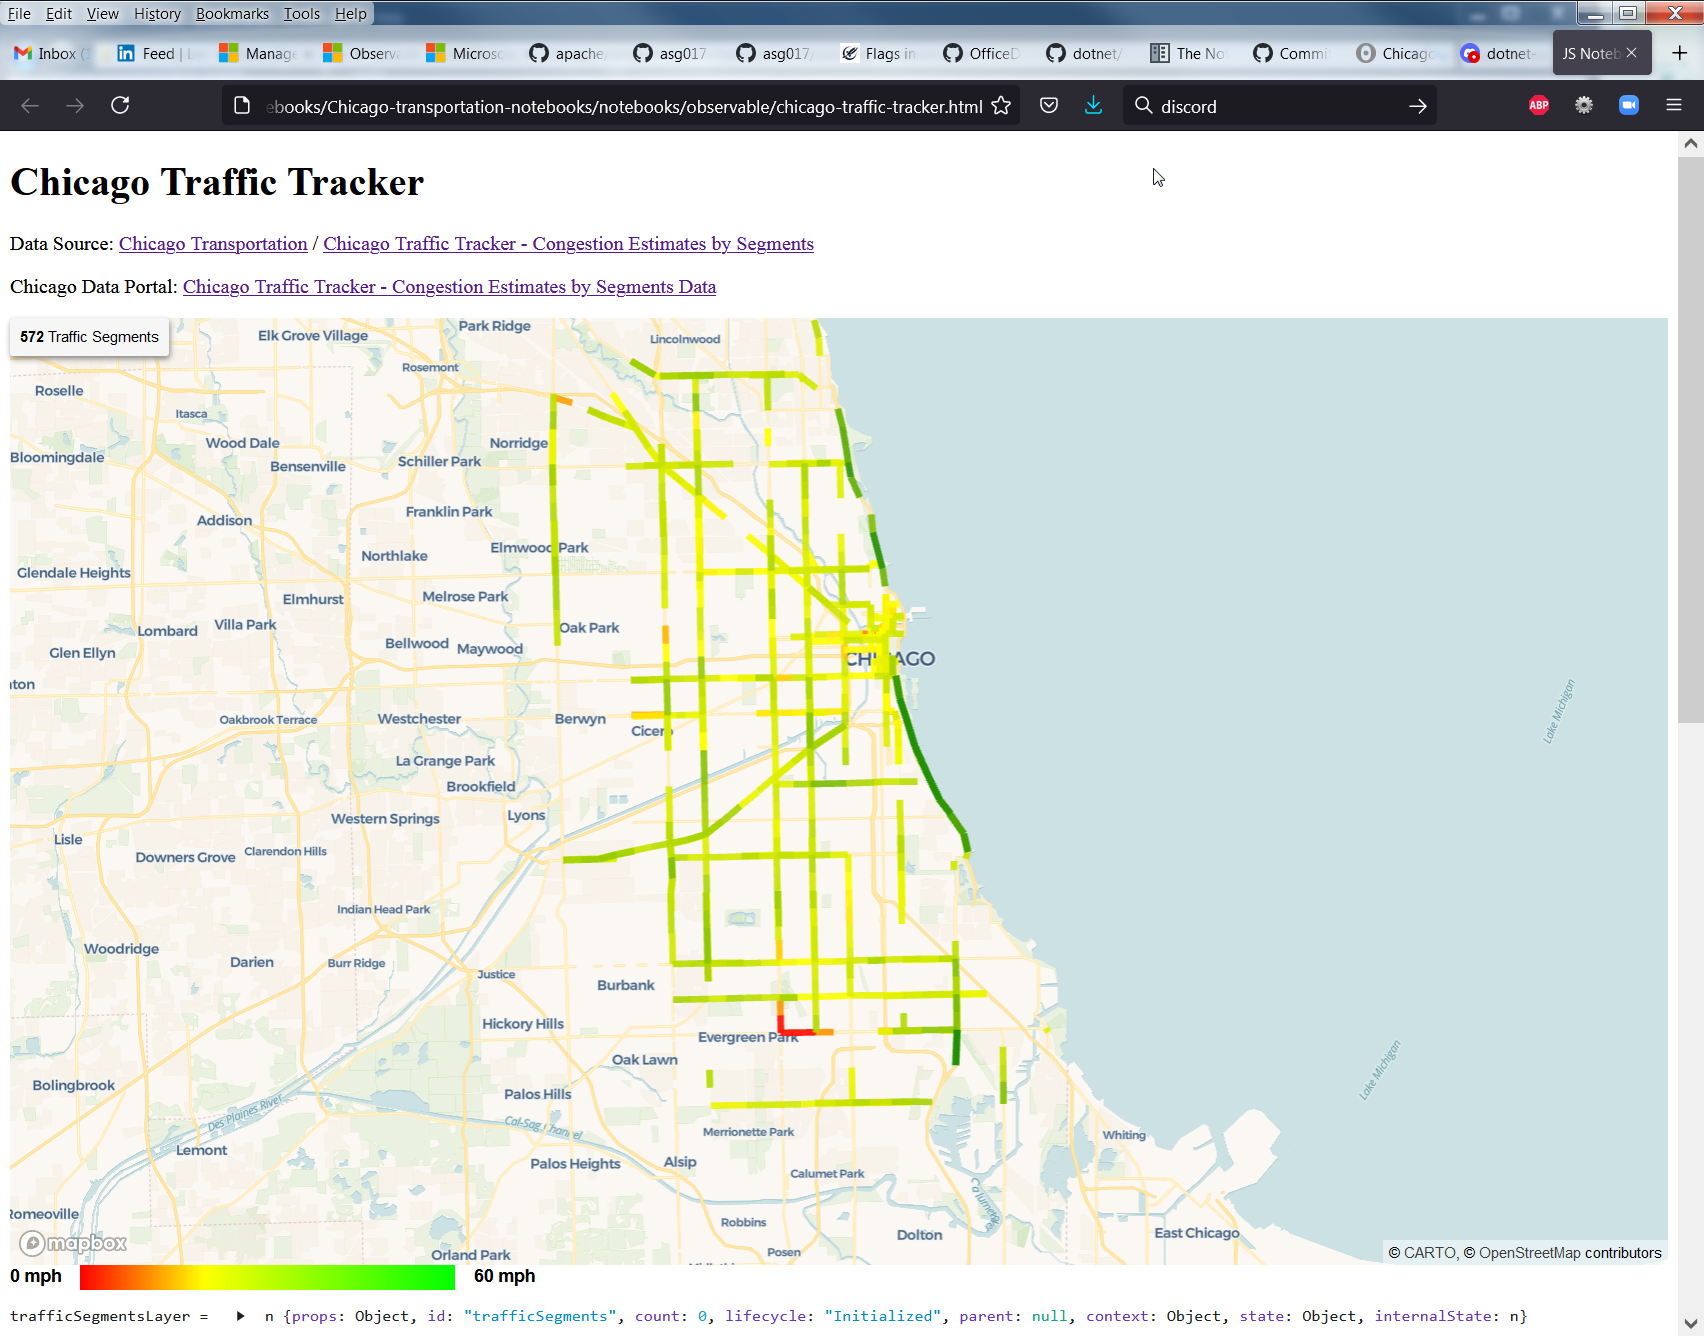 File Edit View History Bookmarks Tools Help
Inbox ( Feed | L Manage Observa Micros apache, asg017 asg017, Flags in OfficeD dotnet/ The No Commi Chicago dotnet- JS Noteb
ebooks/Chicago-transportation-notebooks/notebooks/observable/chicago-traffic-tracker.html discord ABP
Chicago Traffic Tracker
Data Source: Chicago Transportation / Chicago Traffic Tracker - Congestion Estimates by Segments
Chicago Data Portal: Chicago Traffic Tracker - Congestion Estimates by Segments Data
572 Traffic Segments
Park Ridge
Elk Grove Village
Lincolnwood
Rosemont
Roselle
Itasca
Wood Dale
Norridge
Bloomingdale
Schiller Park
Bensenville
Franklin Park
Addison
Elmwood Park
Northlake
Glendale Heights
Melrose Park
Elmhurst
Villa Park
Oak Park
Lombard
Bellwood
Maywood
Glen Ellyn
CHICAGO
ton
Lake Michigan
Oakbrook Terrace
Westchester
Berwyn
Cicero
La Grange Park
Brookfield
Lyons
Western Springs
Lisle
Clarendon Hills
Downers Grove
Indian Head Park
Woodridge
Darien
Burr Ridge
Justice
Burbank
Hickory Hills
Evergreen Park
Oak Lawn
Lake Michigan
Bolingbrook
Palos Hills
Des Plaines River
Cal-Sag Channel
Merrionette Park
Whiting
Lemont
Palos Heights
Alsip
Calumet Park
Calumet
Romeoville
Robbins
Dolton
East Chicago
mapbox
Orland Park
Posen
© CARTO, © OpenStreetMap contributors
0 mph 60 mph
trafficSegmentsLayer = ▶ n {props: Object, id: "trafficSegments", count: 0, lifecycle: "Initialized", parent: null, context: Object, state: Object, internalState: n}